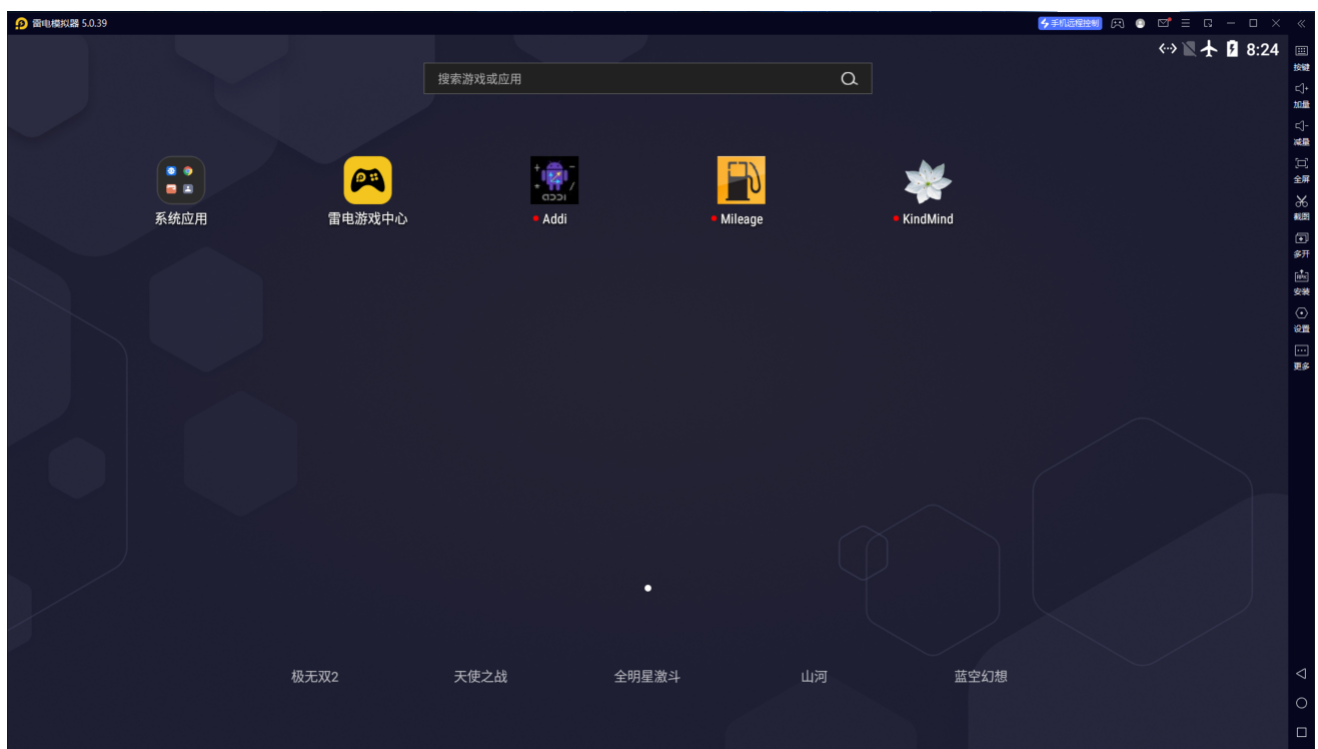 雷电模拟器 5.0.39
手机远程控制
8:24
搜索游戏或应用
按键
加量
减量
全屏
截图
多开
安装
设置
更多
系统应用
雷电游戏中心
ADDI
Addi
Mileage
KindMind
极无双2
天使之战
全明星激斗
山河
蓝空幻想